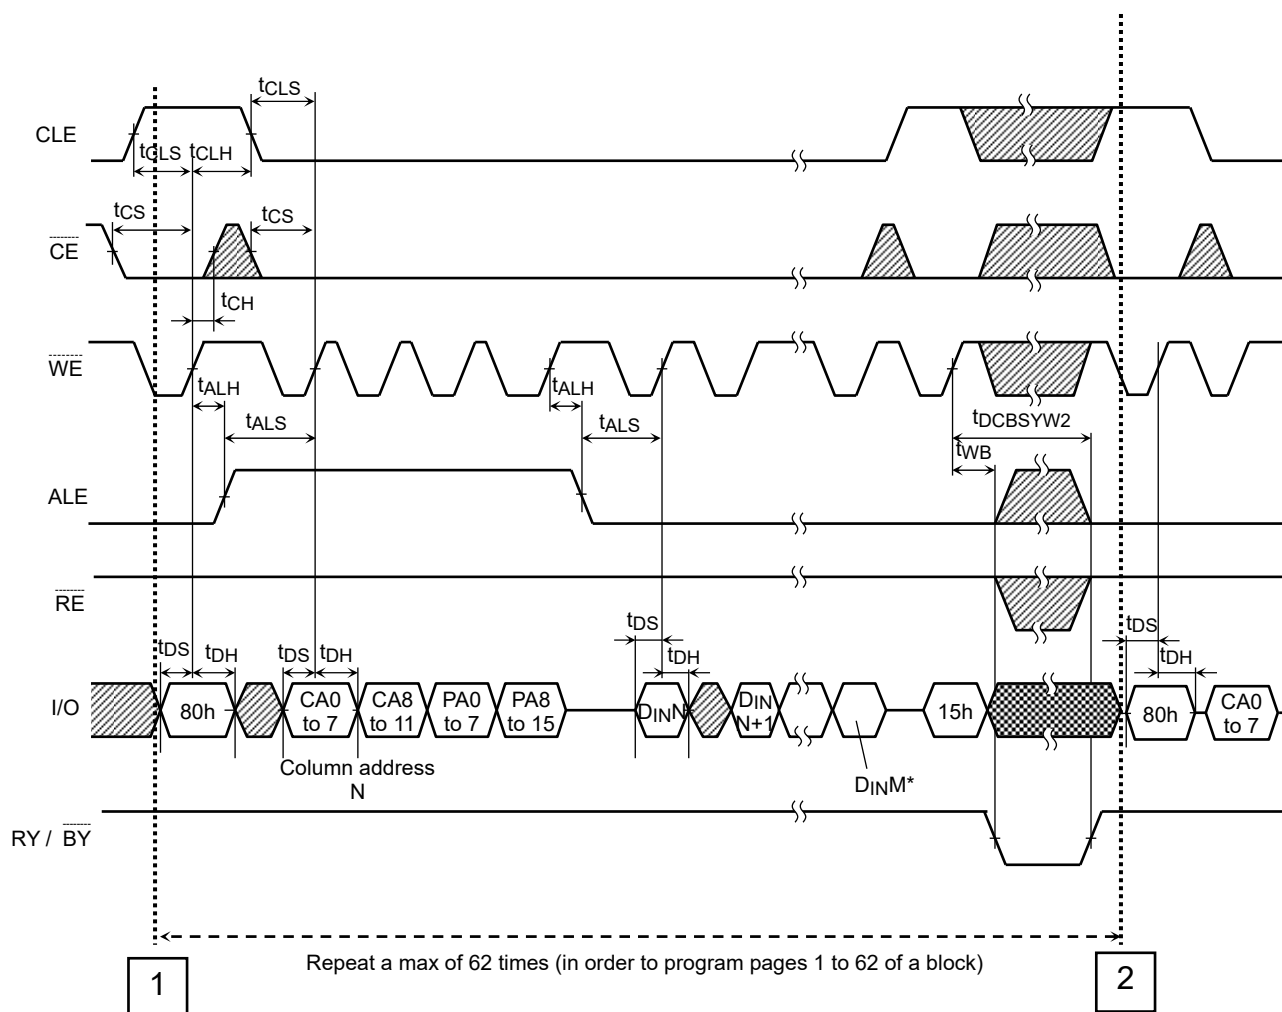 tCLS
CLE
tCLS tCLH
tCS tCS
CE
tCH
WE
tALH tALH
tALS tALS
tDCBSYW2
tWB
ALE
RE
tDS tDH tDS tDH tDS tDH tDS tDH
I/O
80h
CA0
to 7
CA8
to 11
PA0
to 7
PA8
to 15
DINN
DIN
N+1
15h
80h
CA0
to 7
Column address
N
DINM*
RY / BY
Repeat a max of 62 times (in order to program pages 1 to 62 of a block)
1
2